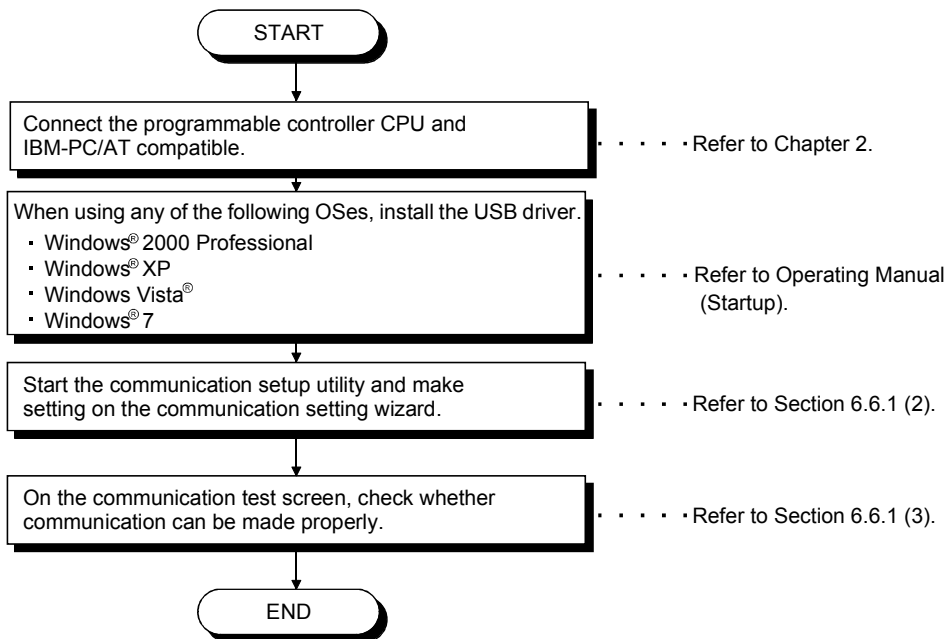 START
Connect the programmable controller CPU and
IBM-PC/AT compatible.
· · · · · Refer to Chapter 2.
When using any of the following OSes, install the USB driver.
· Windows® 2000 Professional
· Windows® XP
· Windows Vista®
· Windows® 7
· · · · · Refer to Operating Manual
(Startup).
Start the communication setup utility and make
setting on the communication setting wizard.
· · · · · Refer to Section 6.6.1 (2).
On the communication test screen, check whether
communication can be made properly.
· · · · · Refer to Section 6.6.1 (3).
END